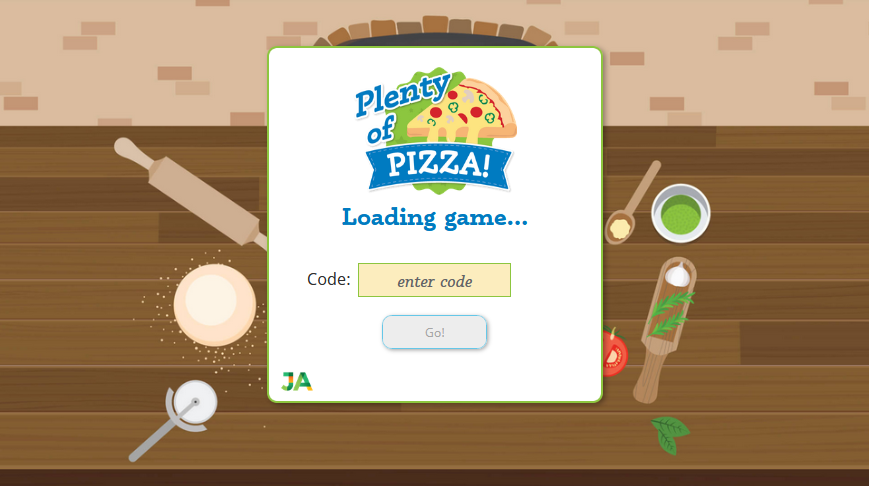 Plenty
of
PIZZA!
Loading game...
Code: enter code
Go!
JA